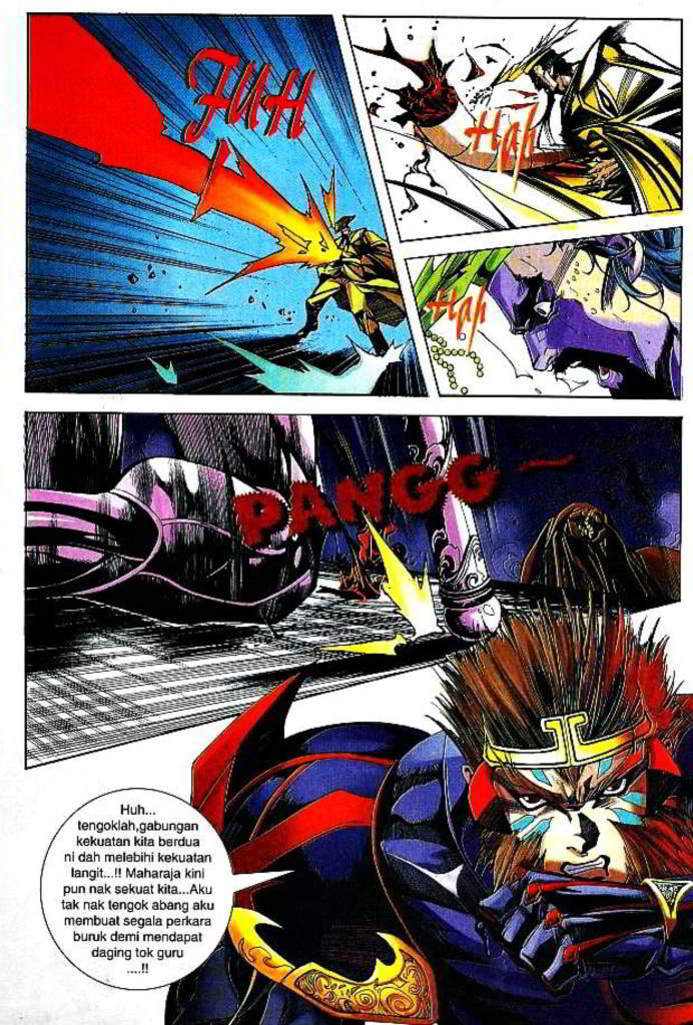 FUH
Hah
Hah
PANGG~
Huh...
tengoklah,gabungan
kekuatan kita berdua
ni dah melebihi kekuatan
langit...!! Maharaja kini
pun nak sekuat kita...Aku
tak nak tengok abang aku
membuat segala perkara
buruk demi mendapat
daging tok guru
....!!